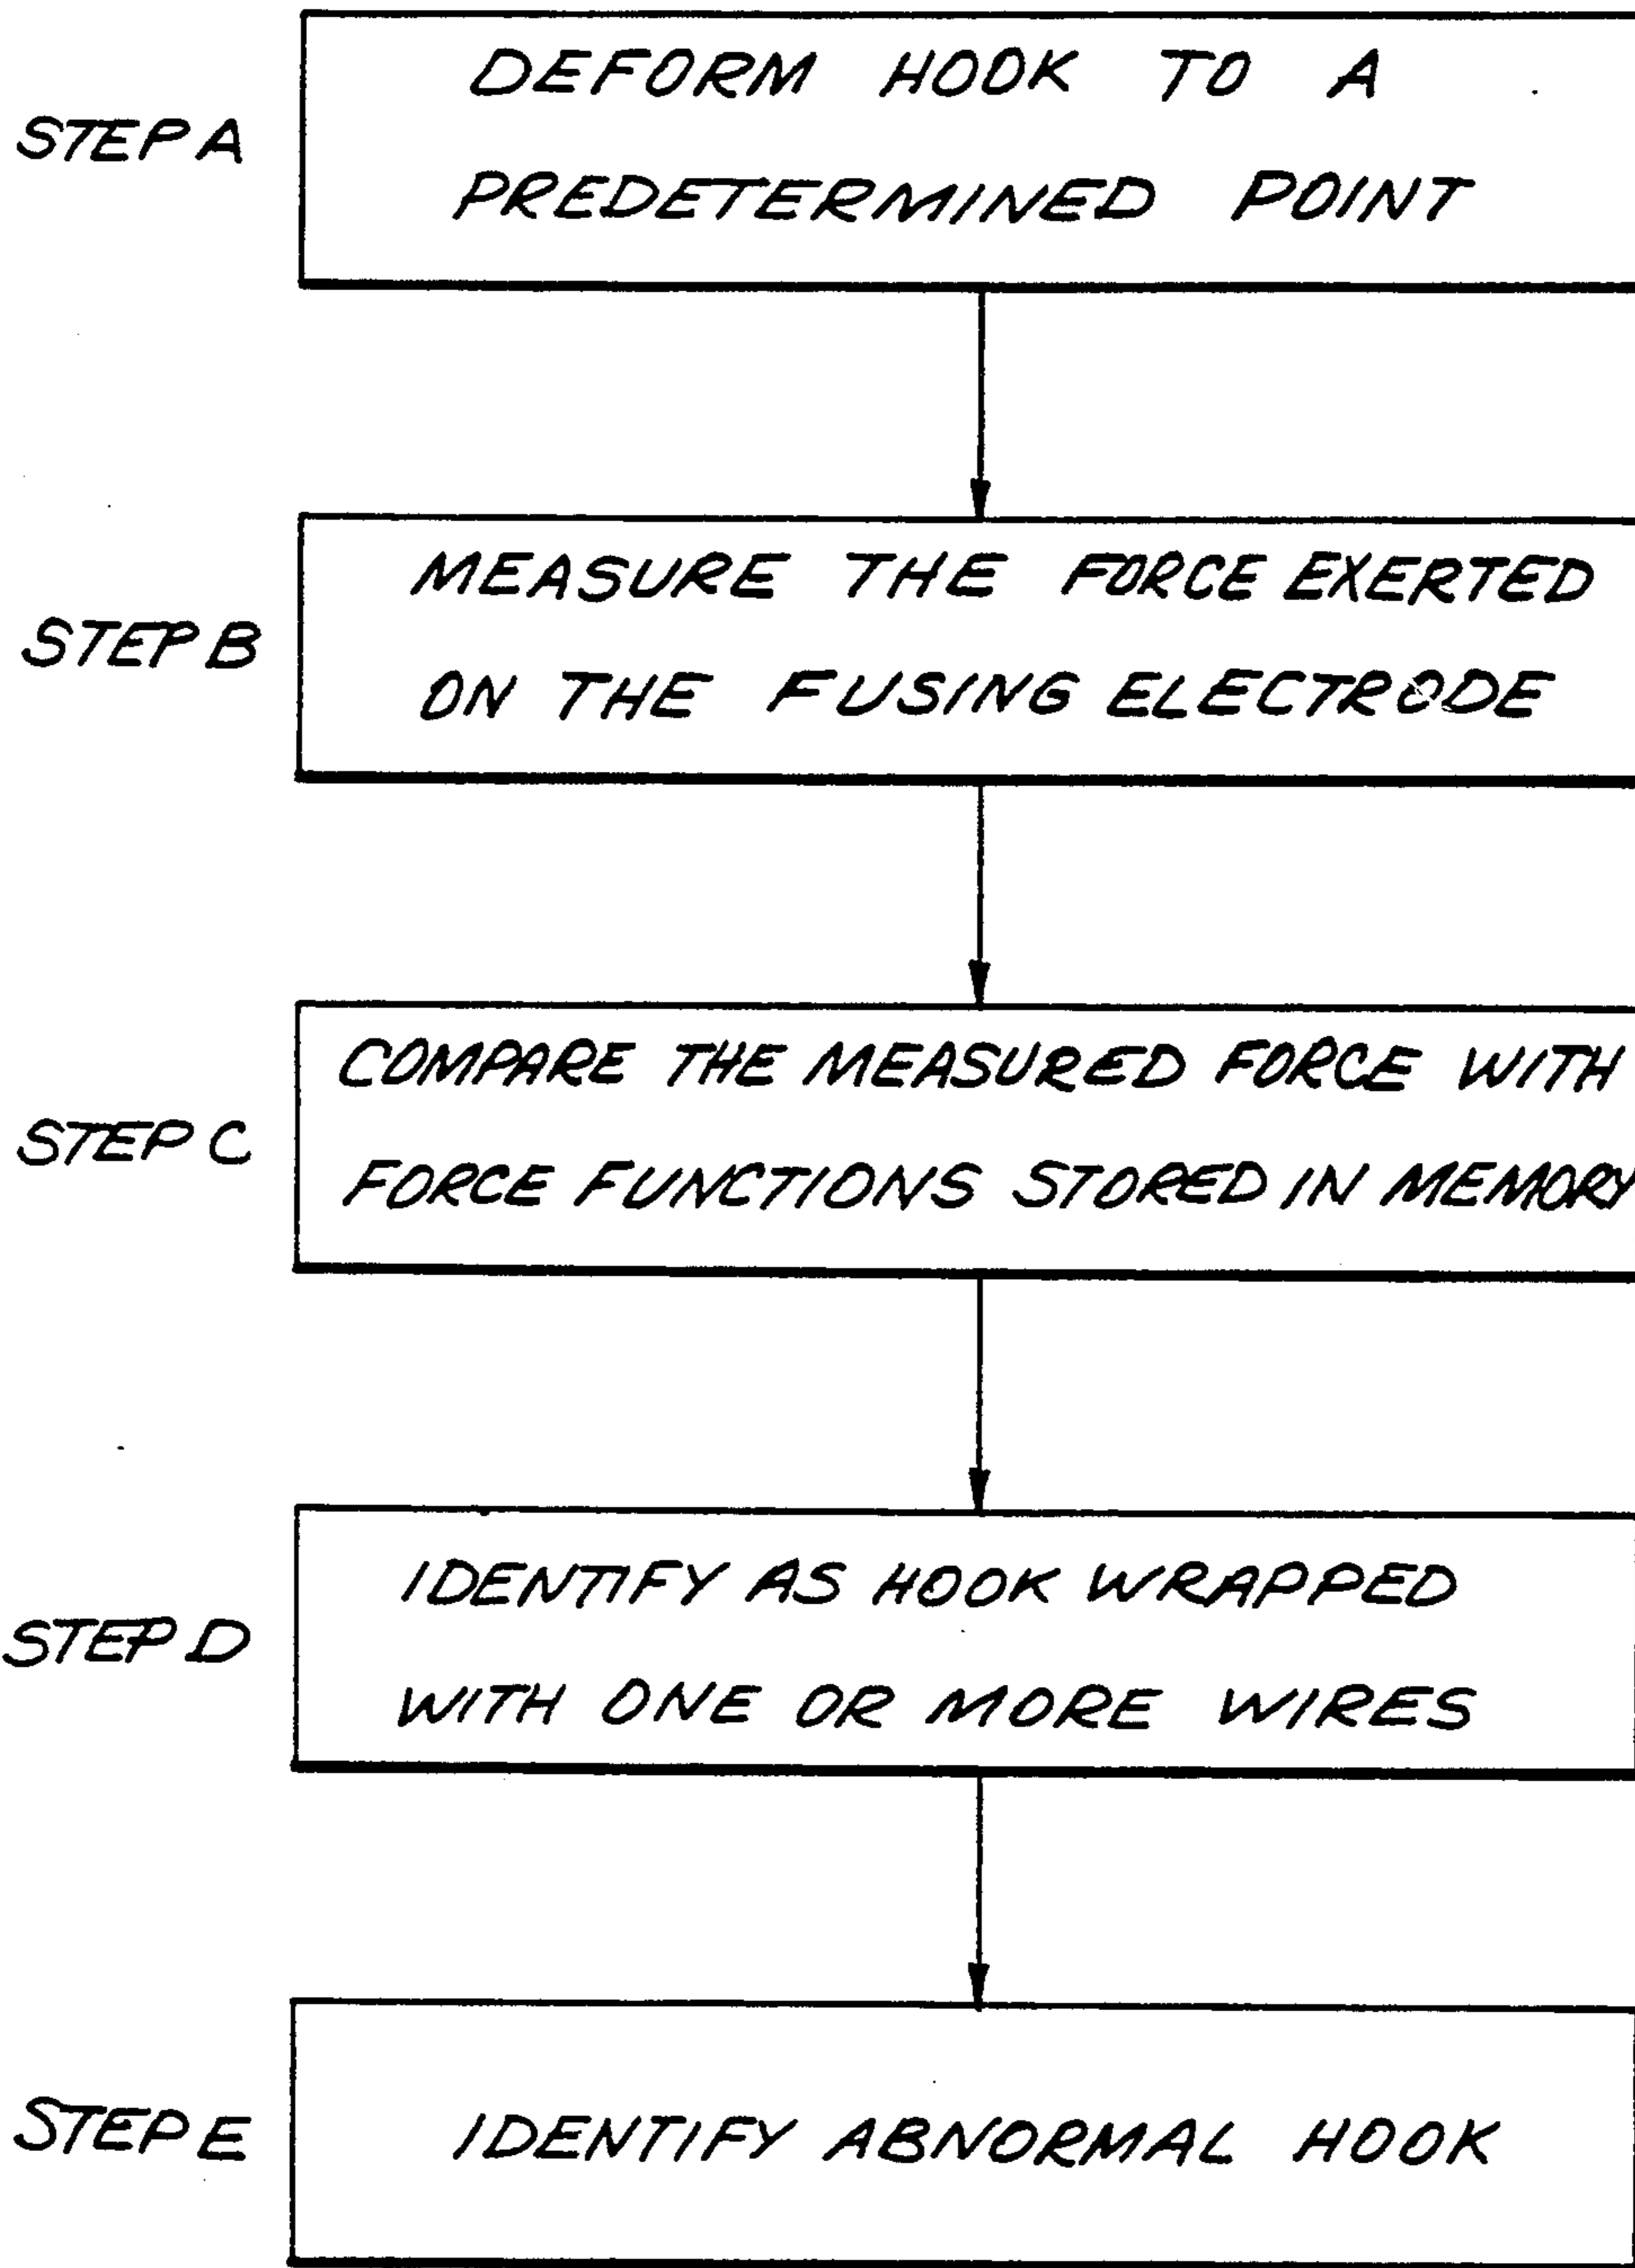 STEP A
DEFORM HOOK TO A
PREDETERMINED POINT
STEP B
MEASURE THE FORCE EXERTED
ON THE FUSING ELECTRODE
STEP C
COMPARE THE MEASURED FORCE WITH
FORCE FUNCTIONS STORED IN MEMORY
STEP D
IDENTIFY AS HOOK WRAPPED
WITH ONE OR MORE WIRES
STEP E
IDENTIFY ABNORMAL HOOK